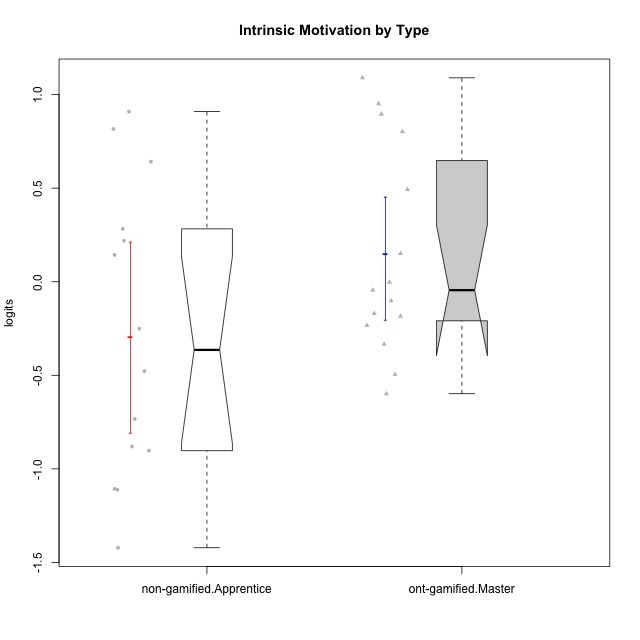 Intrinsic Motivation by Type
logits
1.0
0.5
0.0
-0.5
-1.0
-1.5
non-gamified.Apprentice
ont-gamified.Master